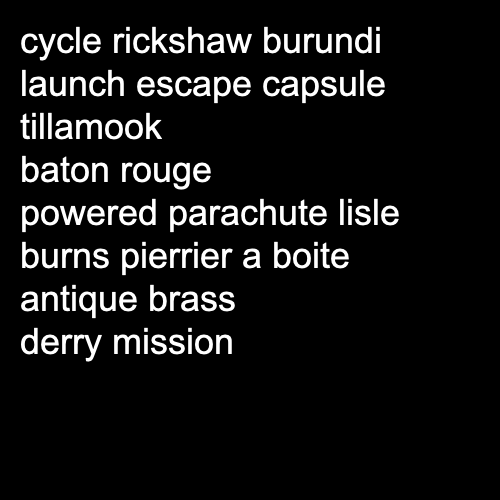 cycle rickshaw burundi
launch escape capsule
tillamook
baton rouge
powered parachute lisle
burns pierrier a boite
antique brass
derry mission